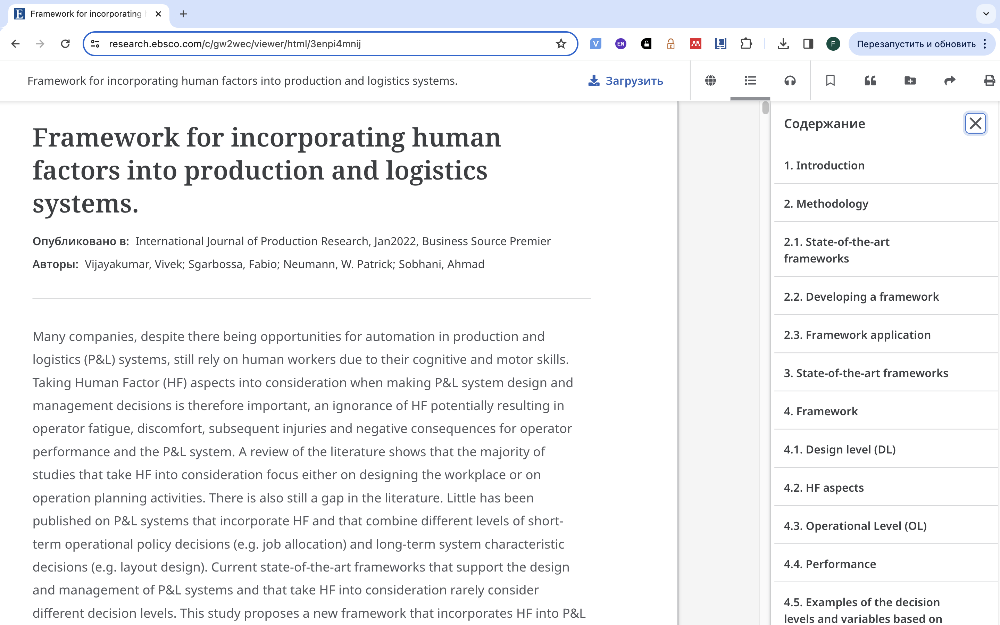 Framework for incorporating
research.ebsco.com/c/gw2wec/viewer/html/3enpi4mnij
V
EN
F
Перезапустить и обновить
Framework for incorporating human factors into production and logistics systems.
Загрузить
Framework for incorporating human
factors into production and logistics
systems.
Опубликовано в: International Journal of Production Research, Jan2022, Business Source Premier
Авторы: Vijayakumar, Vivek; Sgarbossa, Fabio; Neumann, W. Patrick; Sobhani, Ahmad
Many companies, despite there being opportunities for automation in production and
logistics (P&L) systems, still rely on human workers due to their cognitive and motor skills.
Taking Human Factor (HF) aspects into consideration when making P&L system design and
management decisions is therefore important, an ignorance of HF potentially resulting in
operator fatigue, discomfort, subsequent injuries and negative consequences for operator
performance and the P&L system. A review of the literature shows that the majority of
studies that take HF into consideration focus either on designing the workplace or on
operation planning activities. There is also still a gap in the literature. Little has been
published on P&L systems that incorporate HF and that combine different levels of short-
term operational policy decisions (e.g. job allocation) and long-term system characteristic
decisions (e.g. layout design). Current state-of-the-art frameworks that support the design
and management of P&L systems and that take HF into consideration rarely consider
different decision levels. This study proposes a new framework that incorporates HF into P&L
Содержание
1. Introduction
2. Methodology
2.1. State-of-the-art
frameworks
2.2. Developing a framework
2.3. Framework application
3. State-of-the-art frameworks
4. Framework
4.1. Design level (DL)
4.2. HF aspects
4.3. Operational Level (OL)
4.4. Performance
4.5. Examples of the decision
levels and variables based on